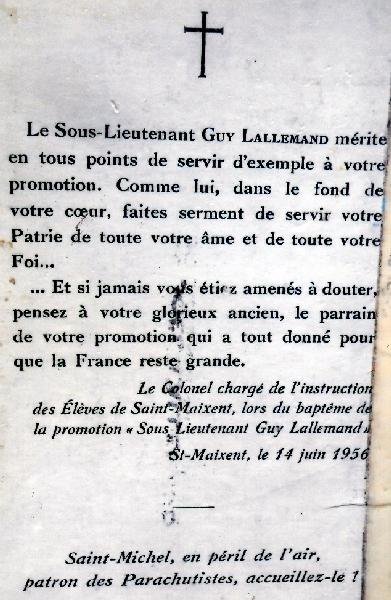 Le Sous-Lieutenant GUY LALLEMAND mérite
en tous points de servir d'exemple à votre
promotion. Comme lui, dans le fond de
votre cœur, faites serment de servir votre
Patrie de toute votre âme et de toute votre
Foi...
... Et si jamais vous étiez amenés à douter,
pensez à votre glorieux ancien, le parrain
de votre promotion qui a tout donné pour
que la France reste grande.
Le Colonel chargé de l'instruction
des Élèves de Saint-Maixent, lors du baptême de
la promotion « Sous-Lieutenant Guy Lallemand »
St-Maixent, le 14 juin 1956
Saint-Michel, en péril de l'air,
patron des Parachutistes, accueillez-le !